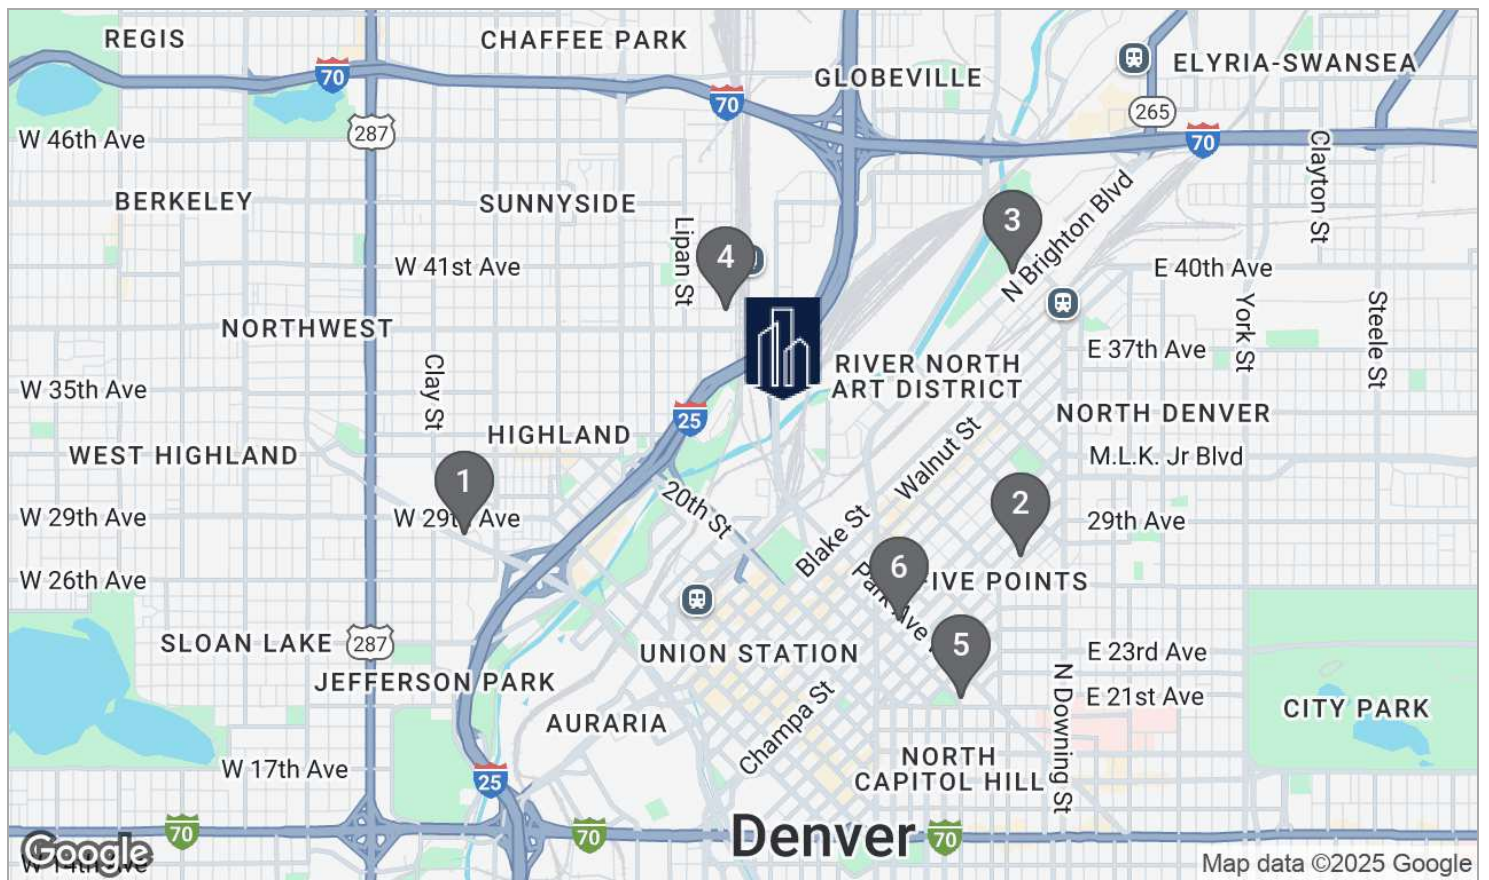 REGIS
CHAFFEE PARK
GLOBEVILLE
ELYRIA-SWANSEA
70
70
265
70
287
W 46th Ave
Clayton St
BERKELEY
SUNNYSIDE
3
N Brighton Blvd
Lipan St
4
W 41st Ave
E 40th Ave
York St
Steele St
NORTHWEST
E 37th Ave
RIVER NORTH
ART DISTRICT
Clay St
W 35th Ave
25
NORTH DENVER
HIGHLAND
WEST HIGHLAND
Walnut St
M.L.K. Jr Blvd
1
20th St
2
W 29th Ave
W 29th Ave
Blake St
29th Ave
W 26th Ave
6
Park Ave
FIVE POINTS
SLOAN LAKE
287
UNION STATION
5
E 23rd Ave
JEFFERSON PARK
N Downing St
E 21st Ave
AURARIA
CITY PARK
Champa St
W 17th Ave
25
NORTH
CAPITOL HILL
70
70
Denver
70
Google
W 14th Ave
Map data ©2025 Google